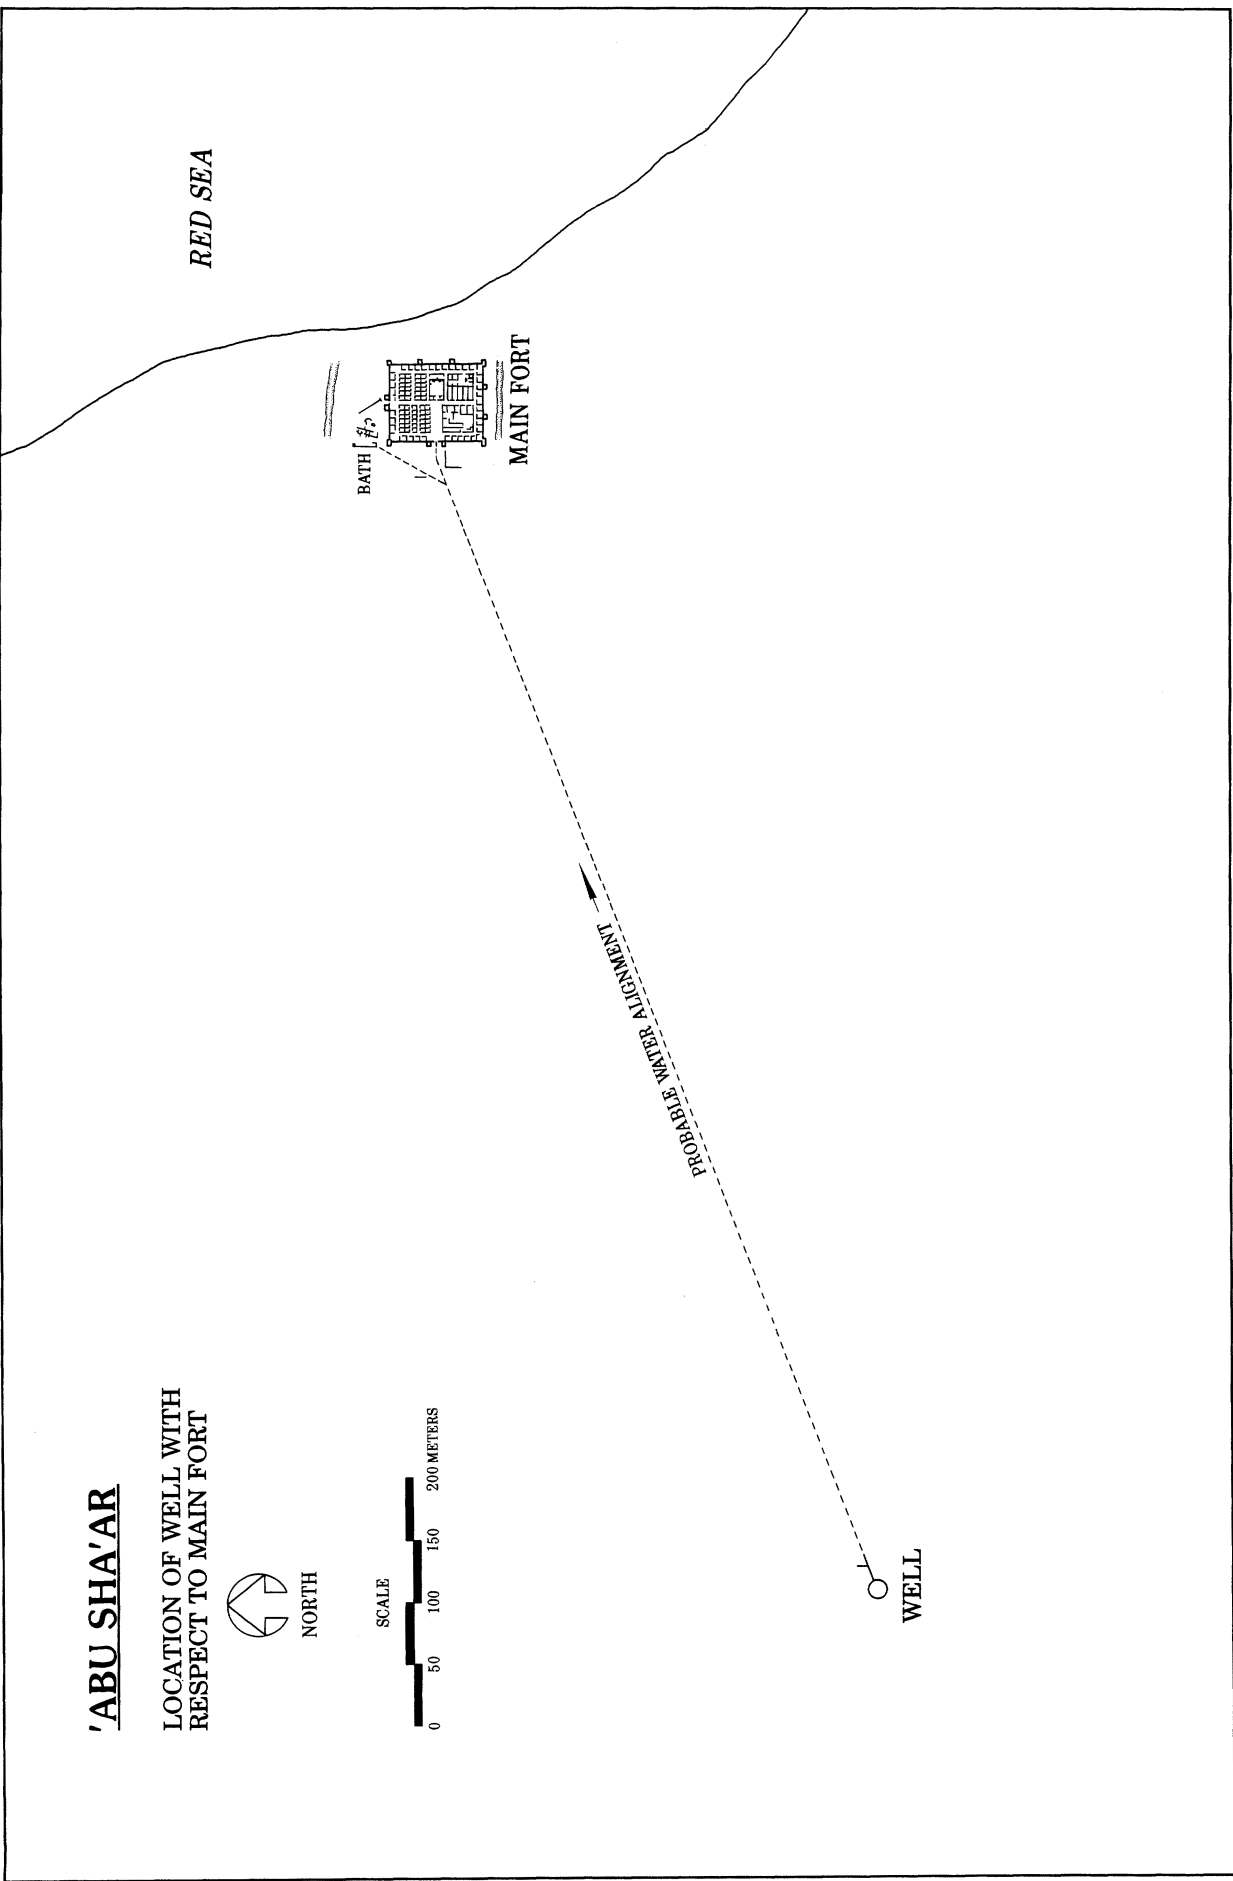 'ABU SHA'AR
LOCATION OF WELL WITH
RESPECT TO MAIN FORT
NORTH
SCALE
0 50 100 150 200 METERS
RED SEA
BATH
MAIN FORT
PROBABLE WATER ALIGNMENT
WELL